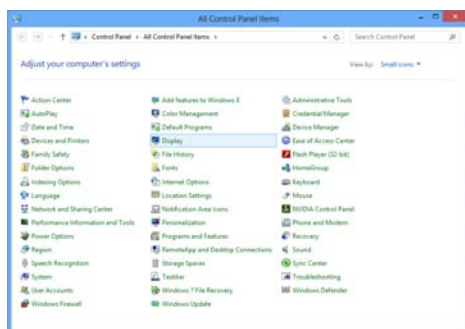 All Control Panel Items
Control Panel ▸ All Control Panel Items ▸
Search Control Panel
Adjust your computer's settings
View by: Small icons
Action Center
Add features to Windows 8
Administrative Tools
AutoPlay
Color Management
Credential Manager
Date and Time
Default Programs
Device Manager
Devices and Printers
Display
Ease of Access Center
Family Safety
File History
Flash Player (32-bit)
Folder Options
Fonts
HomeGroup
Indexing Options
Internet Options
Keyboard
Language
Location Settings
Mouse
Network and Sharing Center
Notification Area Icons
NVIDIA Control Panel
Performance Information and Tools
Personalization
Phone and Modem
Power Options
Programs and Features
Recovery
Region
RemoteApp and Desktop Connections
Sound
Speech Recognition
Storage Spaces
Sync Center
System
Taskbar
Troubleshooting
User Accounts
Windows 7 File Recovery
Windows Defender
Windows Firewall
Windows Update